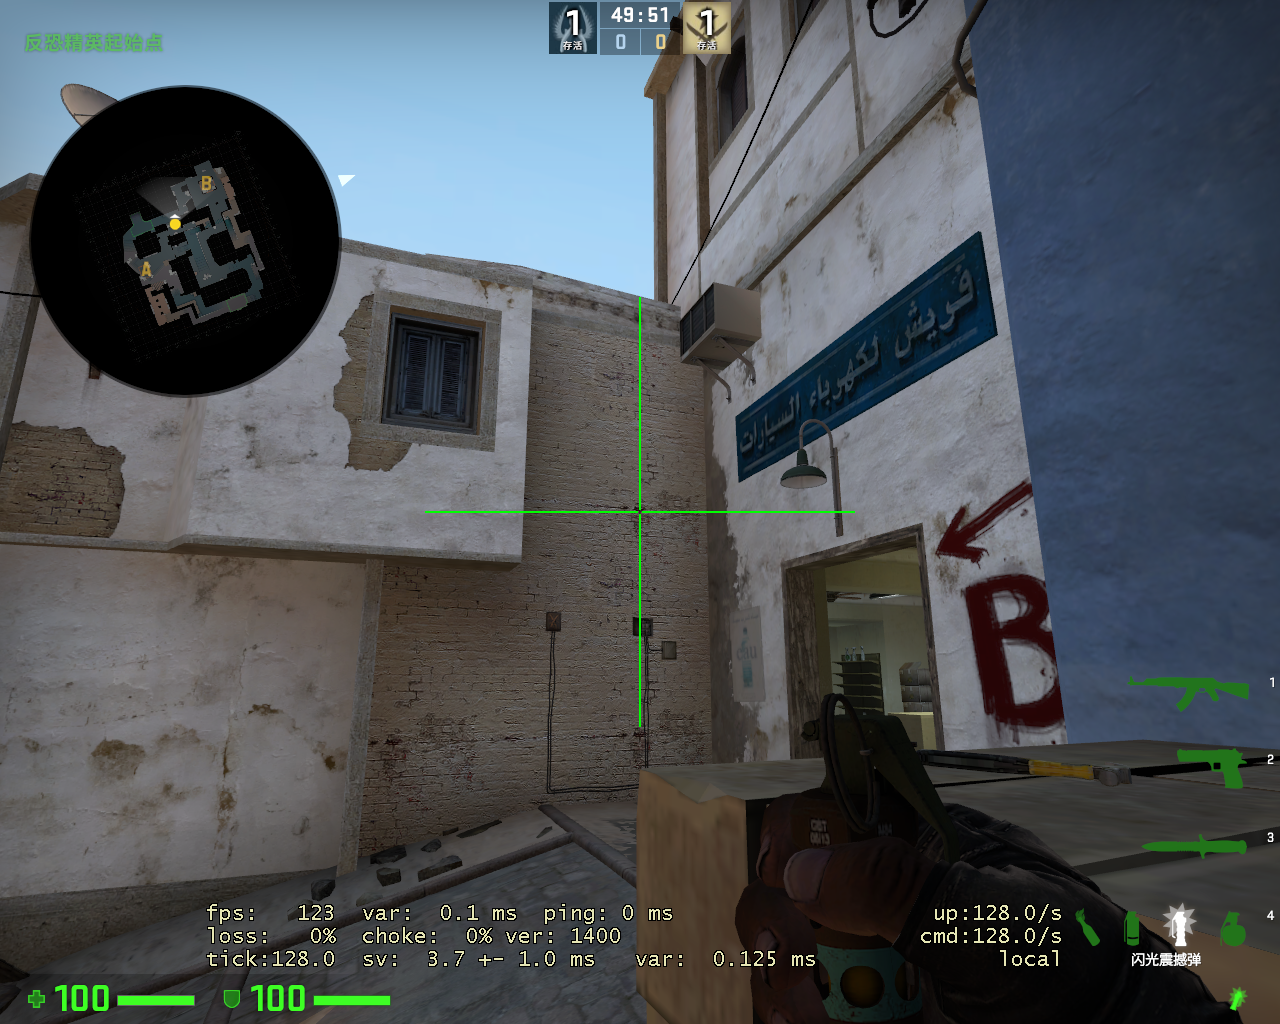 1
49:51
1
存活
0
0
存活
反恐精英起始点
B
A
فريش لكهرباء السيارات
B
1
2
3
4
闪光震撼弹
fps: 123 var: 0.1 ms ping: 0 ms
loss: 0% choke: 0% ver: 1400
tick:128.0 sv: 3.7 +- 1.0 ms var: 0.125 ms
up:128.0/s
cmd:128.0/s
local
100
100